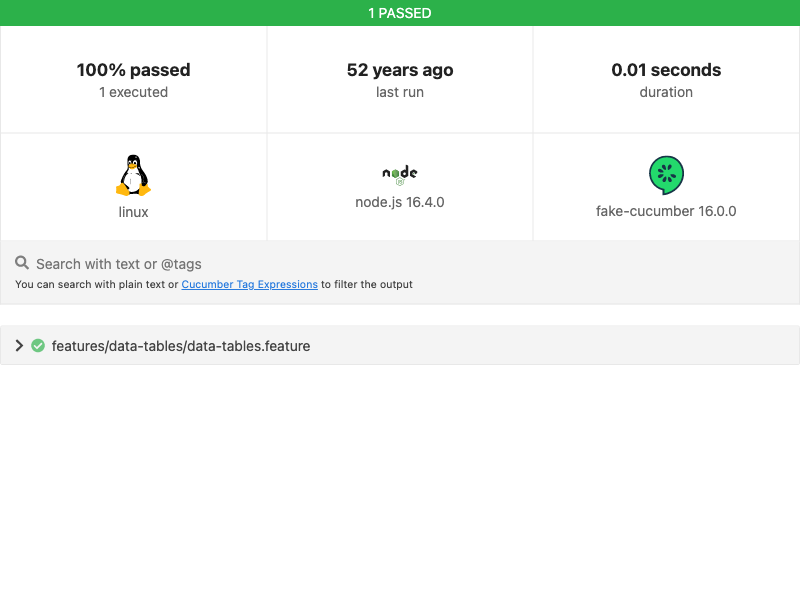 1 PASSED
100% passed
1 executed
52 years ago
last run
0.01 seconds
duration
linux
node
node.js 16.4.0
fake-cucumber 16.0.0
Search with text or @tags
You can search with plain text or Cucumber Tag Expressions to filter the output
features/data-tables/data-tables.feature